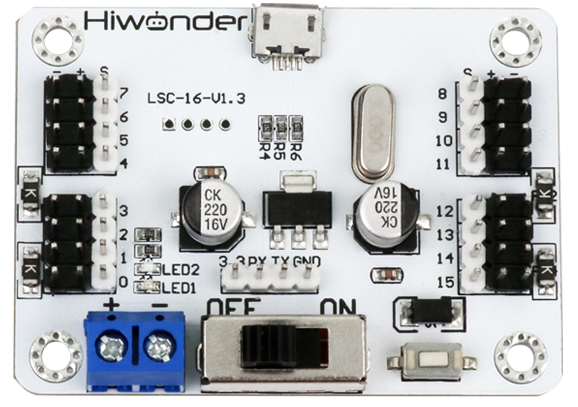 Hiwonder
- + S
S + -
7
6
5
4
LSC-16-V1.3
R4 R5 R6
8
9
10
11
3
2
1
0
CK
220
16V
CK
220
16V
12
13
14
15
LED2
LED1
3.3 RX TX GND
+ -
OFF ON
K
K
K
K